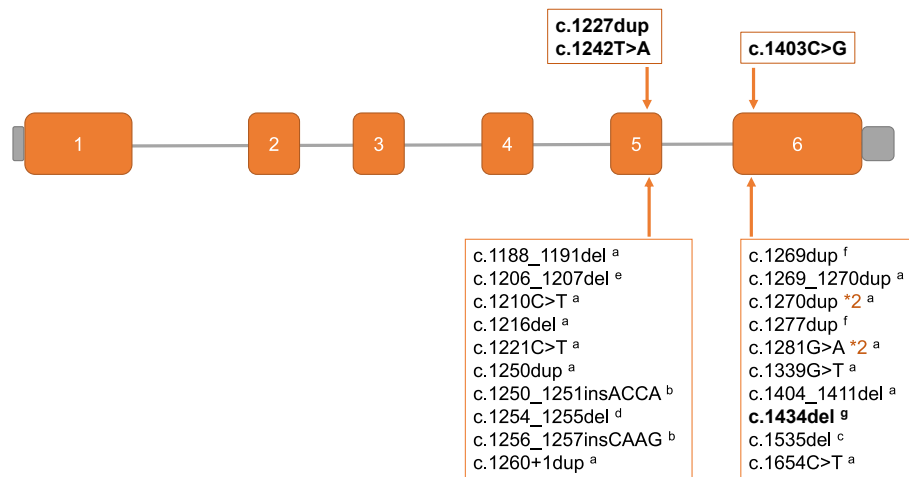 c.1227dup
c.1242T>A
c.1403C>G
1 2 3 4 5 6
c.1188_1191del a
c.1206_1207del e
c.1210C>T a
c.1216del a
c.1221C>T a
c.1250dup a
c.1250_1251insACCA b
c.1254_1255del d
c.1256_1257insCAAG b
c.1260+1dup a
c.1269dup f
c.1269_1270dup a
c.1270dup *2 a
c.1277dup f
c.1281G>A *2 a
c.1339G>T a
c.1404_1411del a
c.1434del g
c.1535del c
c.1654C>T a